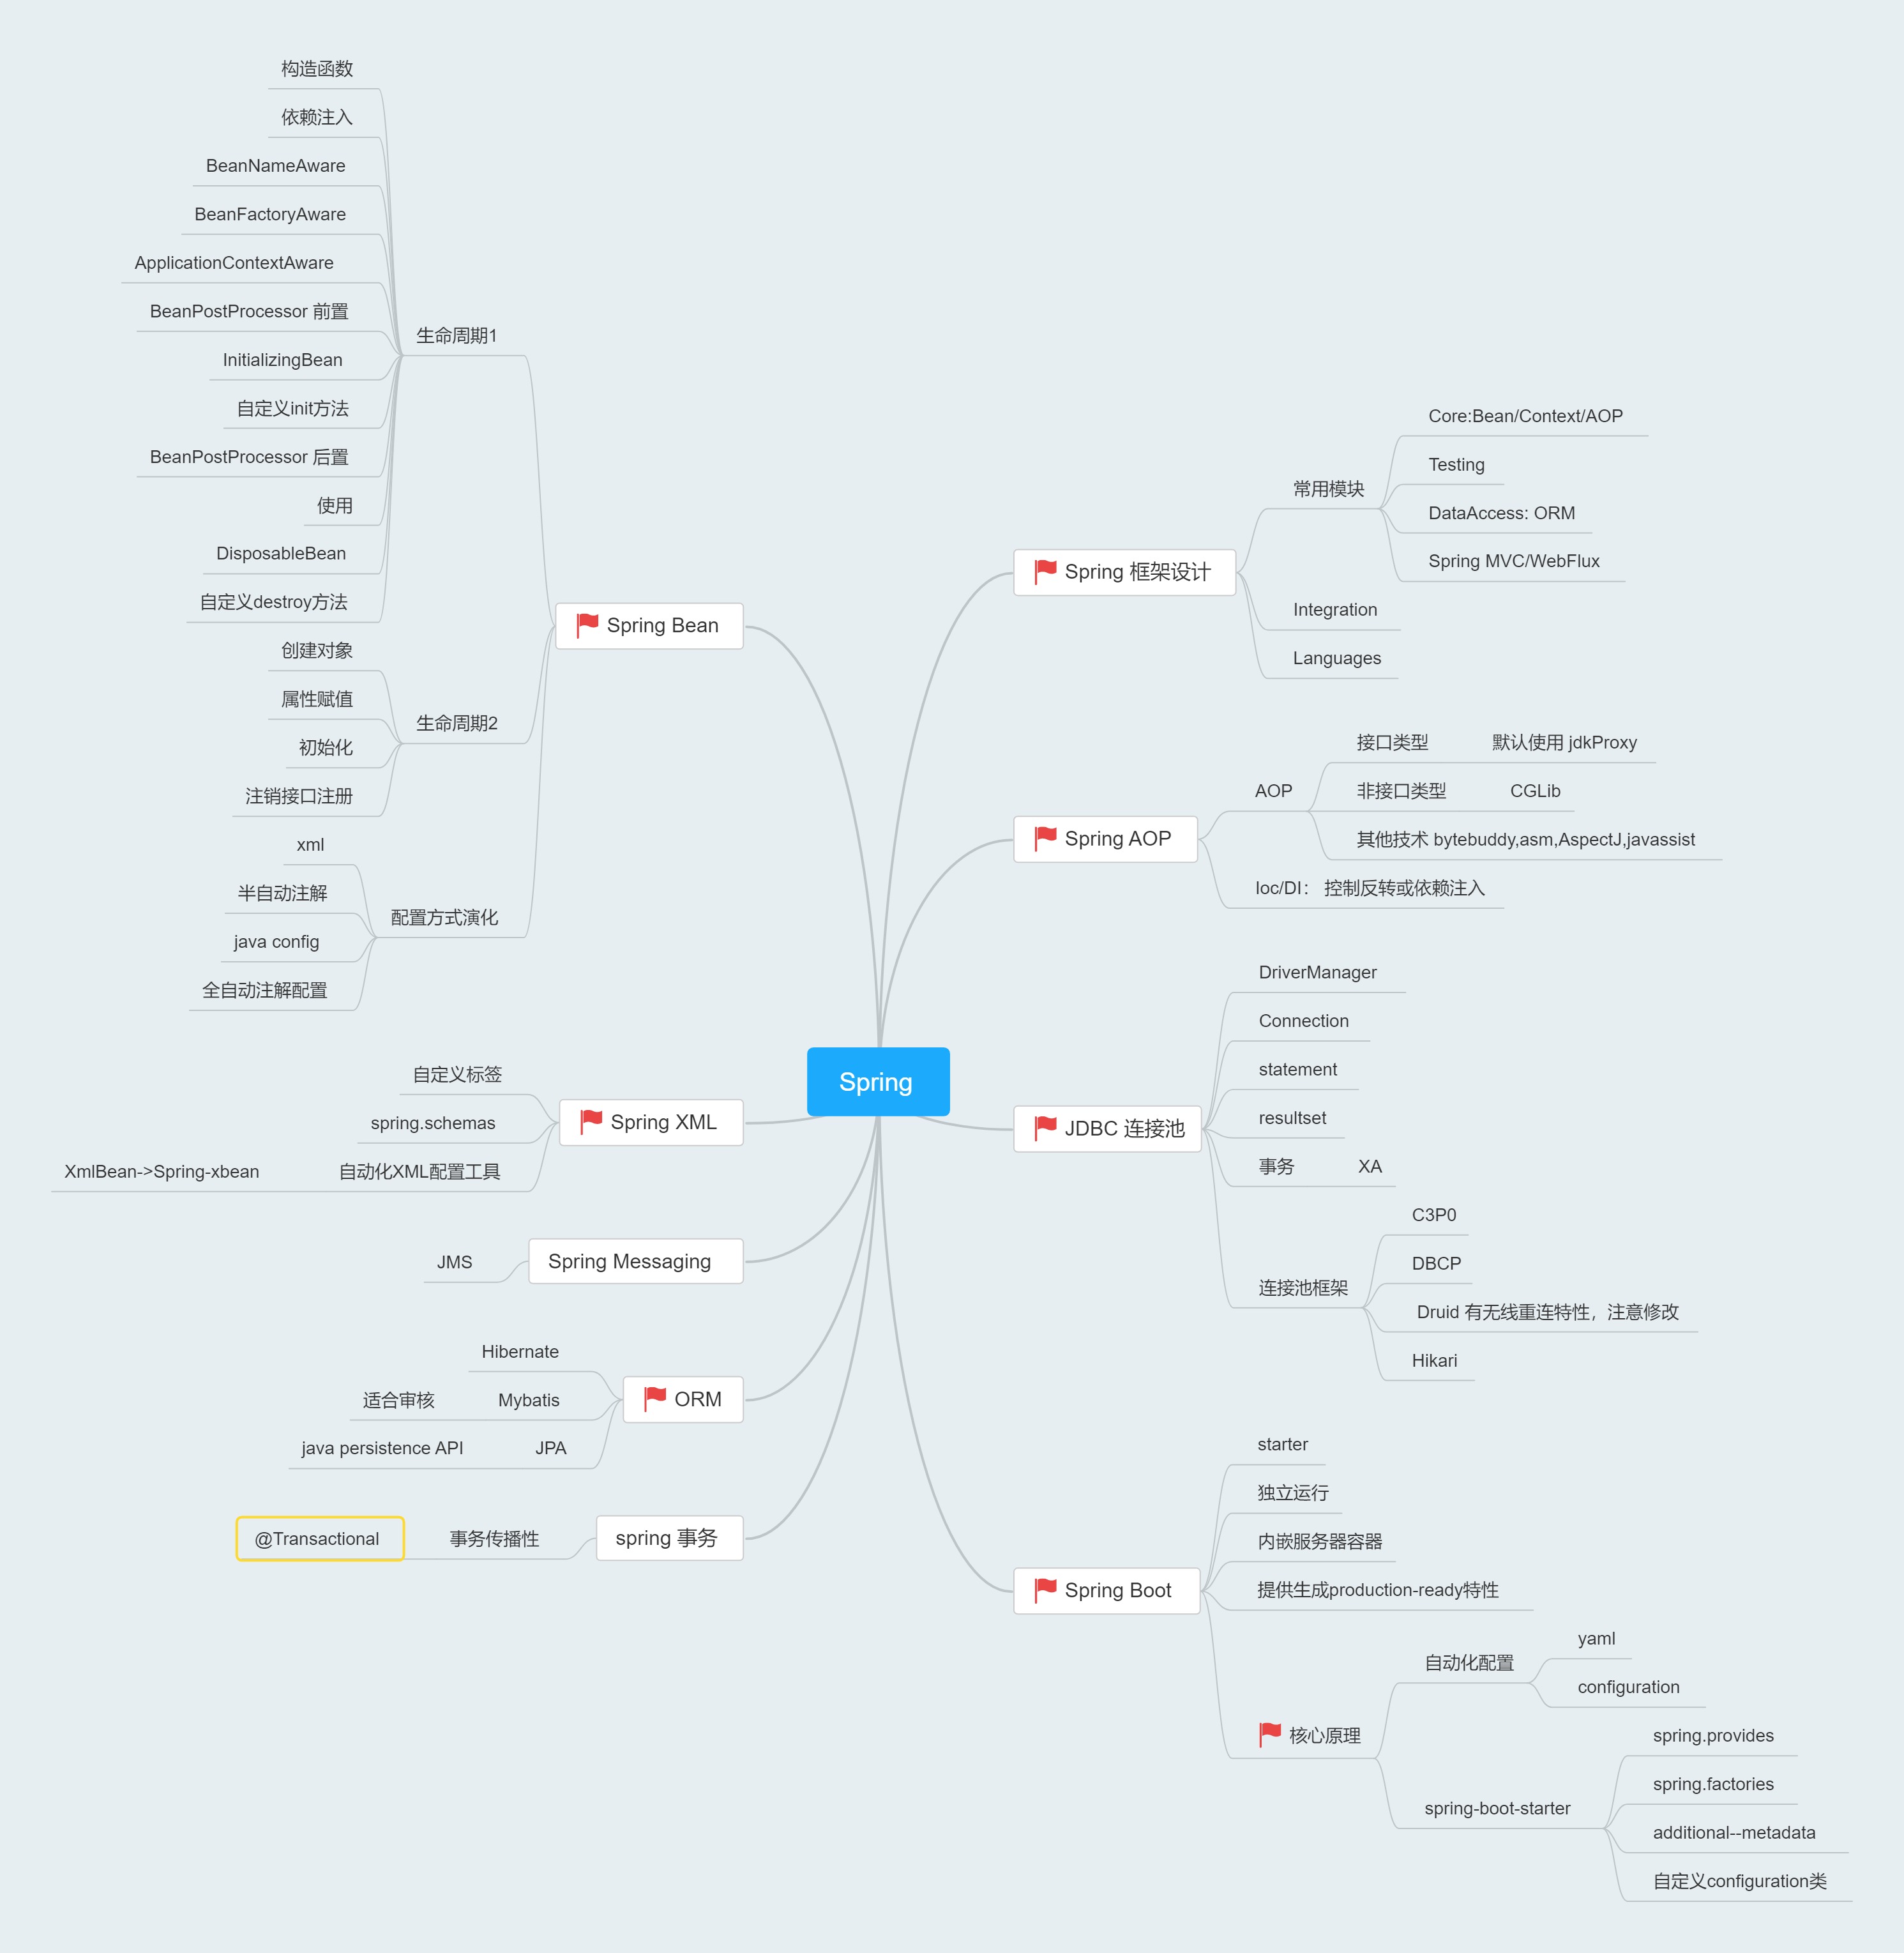 Spring
Spring 框架设计
常用模块
Core:Bean/Context/AOP
Testing
DataAccess: ORM
Spring MVC/WebFlux
Integration
Languages
Spring AOP
AOP
接口类型
默认使用 jdkProxy
非接口类型
CGLib
其他技术 bytebuddy,asm,AspectJ,javassist
Ioc/DI： 控制反转或依赖注入
JDBC 连接池
DriverManager
Connection
statement
resultset
事务
XA
连接池框架
C3P0
DBCP
Druid 有无线重连特性，注意修改
Hikari
Spring Boot
starter
独立运行
内嵌服务器容器
提供生成production-ready特性
核心原理
自动化配置
yaml
configuration
spring-boot-starter
spring.provides
spring.factories
additional--metadata
自定义configuration类
Spring Bean
生命周期1
构造函数
依赖注入
BeanNameAware
BeanFactoryAware
ApplicationContextAware
BeanPostProcessor 前置
InitializingBean
自定义init方法
BeanPostProcessor 后置
使用
DisposableBean
自定义destroy方法
生命周期2
创建对象
属性赋值
初始化
注销接口注册
配置方式演化
xml
半自动注解
java config
全自动注解配置
Spring XML
自定义标签
spring.schemas
自动化XML配置工具
XmlBean->Spring-xbean
Spring Messaging
JMS
ORM
Hibernate
Mybatis
适合审核
JPA
java persistence API
spring 事务
事务传播性
@Transactional